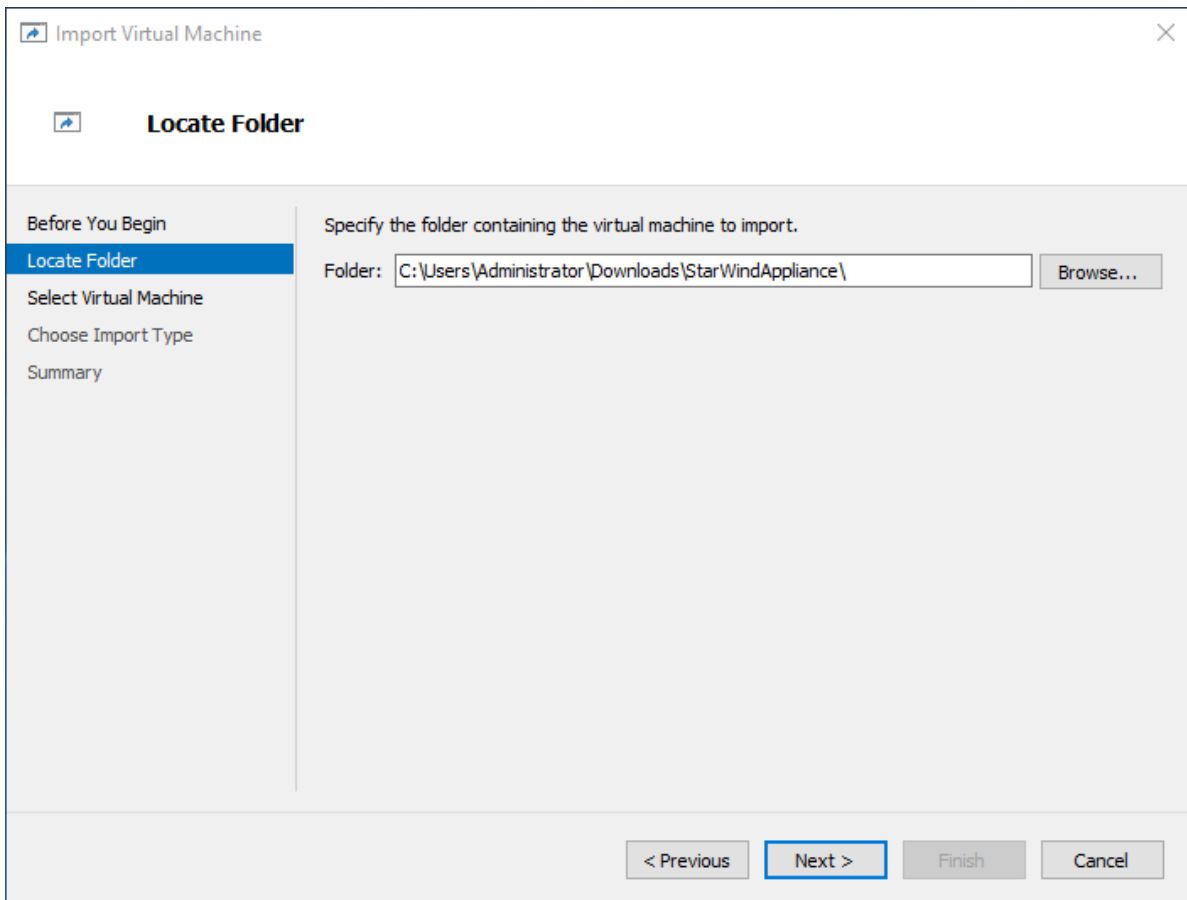 Import Virtual Machine
Locate Folder
Before You Begin
Locate Folder
Select Virtual Machine
Choose Import Type
Summary
Specify the folder containing the virtual machine to import.
Folder: C:\Users\Administrator\Downloads\StarWindAppliance\ Browse...
< Previous Next > Finish Cancel